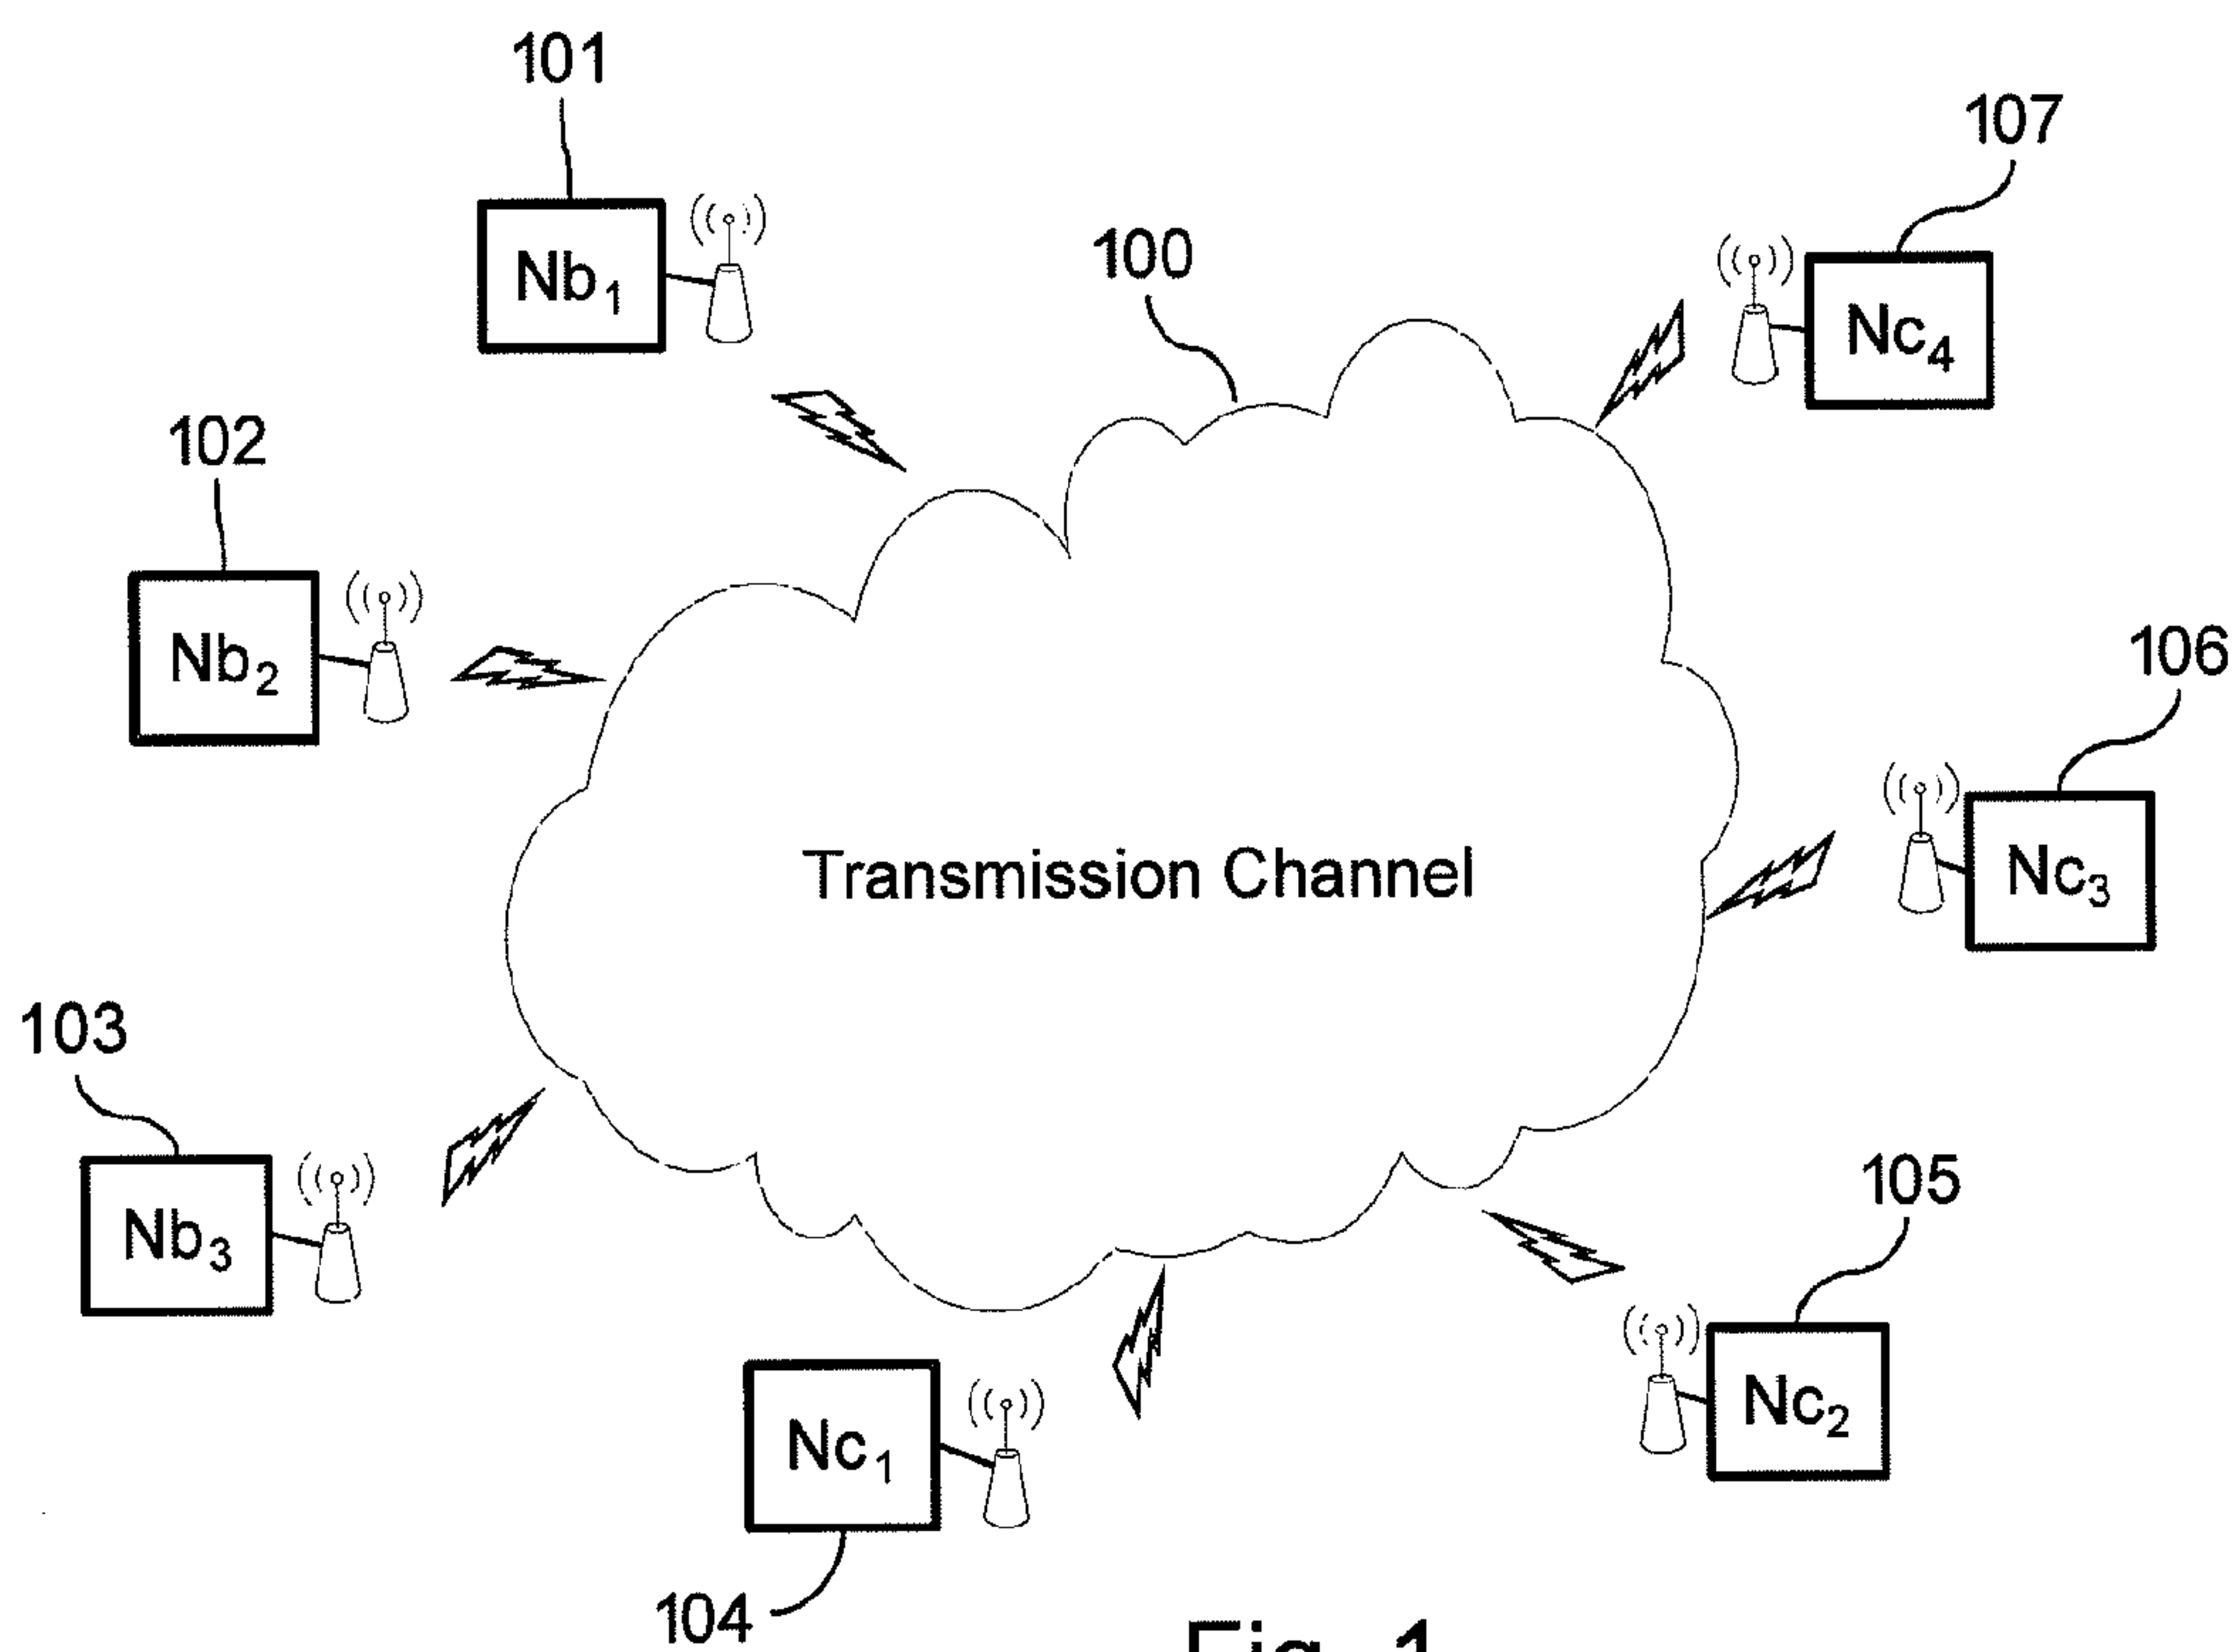 101
107
100
Nb1
Nc4
102
106
Nb2
Transmission Channel
Nc3
103
105
Nb3
Nc2
Nc1
104
Fig. 1